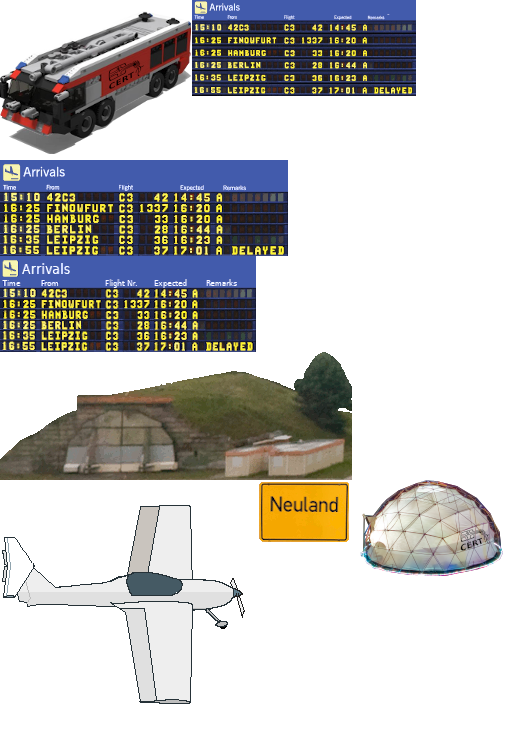 CERT
Arrivals
Time From Flight Expected Remarks
15:10 42C3 C3 42 14:45 A
16:25 FINOWFURT C3 1337 16:20 A
16:25 HAMBURG C3 33 16:20 A
16:25 BERLIN C3 28 16:44 A
16:35 LEIPZIG C3 36 16:23 A
16:55 LEIPZIG C3 37 17:01 A DELAYED
Arrivals
Time From Flight Expected Remarks
15:10 42C3 C3 42 14:45 A
16:25 FINOWFURT C3 1337 16:20 A
16:25 HAMBURG C3 33 16:20 A
16:25 BERLIN C3 28 16:44 A
16:35 LEIPZIG C3 36 16:23 A
16:55 LEIPZIG C3 37 17:01 A DELAYED
Arrivals
Time From Flight Nr. Expected Remarks
15:10 42C3 C3 42 14:45 A
16:25 FINOWFURT C3 1337 16:20 A
16:25 HAMBURG C3 33 16:20 A
16:25 BERLIN C3 28 16:44 A
16:35 LEIPZIG C3 36 16:23 A
16:55 LEIPZIG C3 37 17:01 A DELAYED
Neuland
CERT